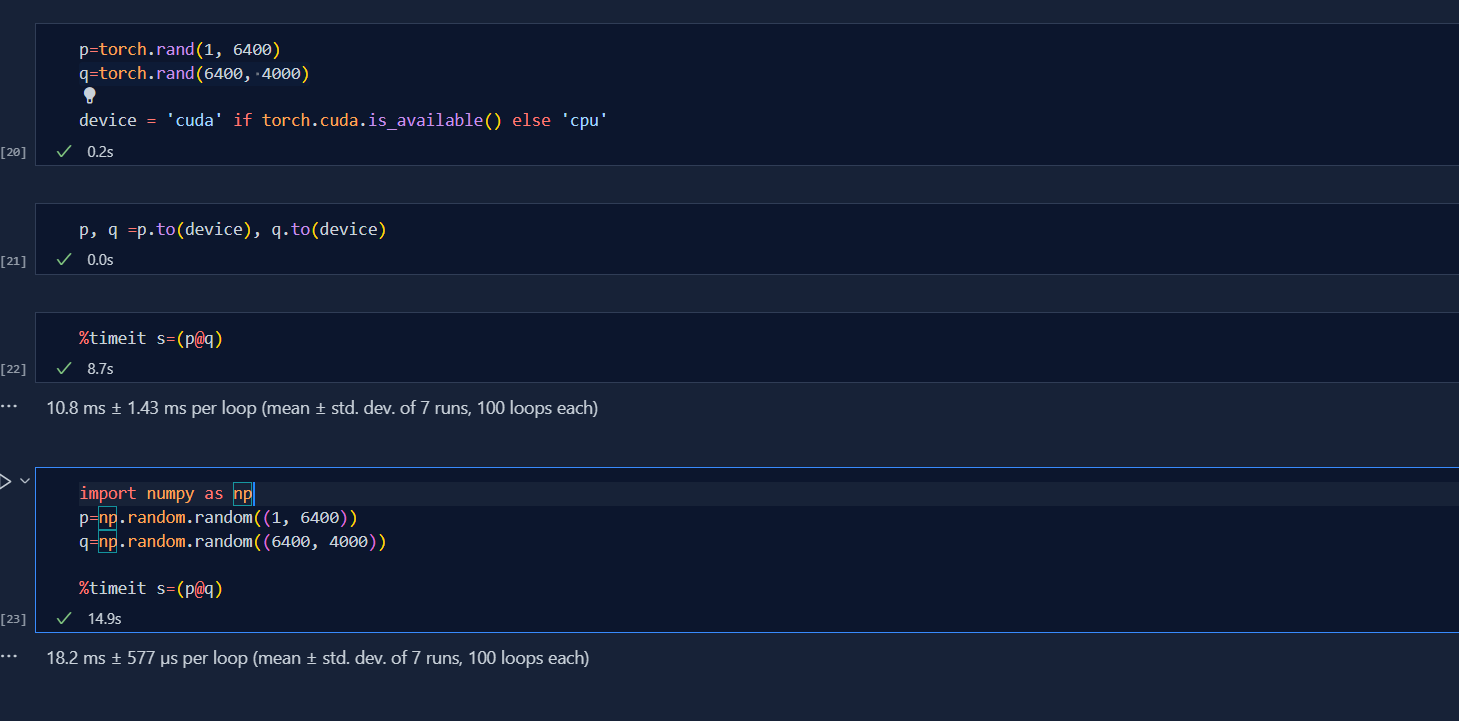 p=torch.rand(1, 6400)
q=torch.rand(6400,·4000)
device = 'cuda' if torch.cuda.is_available() else 'cpu'
[20]
0.2s
p, q =p.to(device), q.to(device)
[21]
0.0s
%timeit s=(p@q)
[22]
8.7s
10.8 ms ± 1.43 ms per loop (mean ± std. dev. of 7 runs, 100 loops each)
import numpy as np
p=np.random.random((1, 6400))
q=np.random.random((6400, 4000))
%timeit s=(p@q)
[23]
14.9s
18.2 ms ± 577 µs per loop (mean ± std. dev. of 7 runs, 100 loops each)